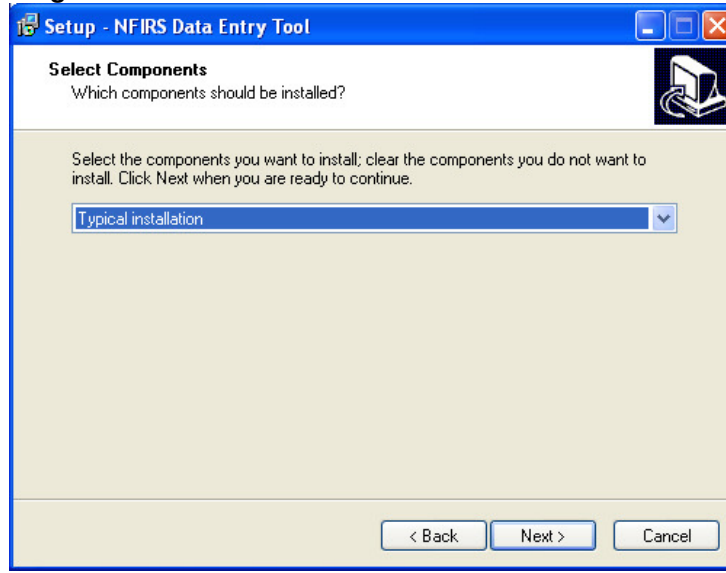 Setup - NFIRS Data Entry Tool
Select Components
Which components should be installed?
Select the components you want to install; clear the components you do not want to
install. Click Next when you are ready to continue.
Typical installation
< Back
Next >
Cancel